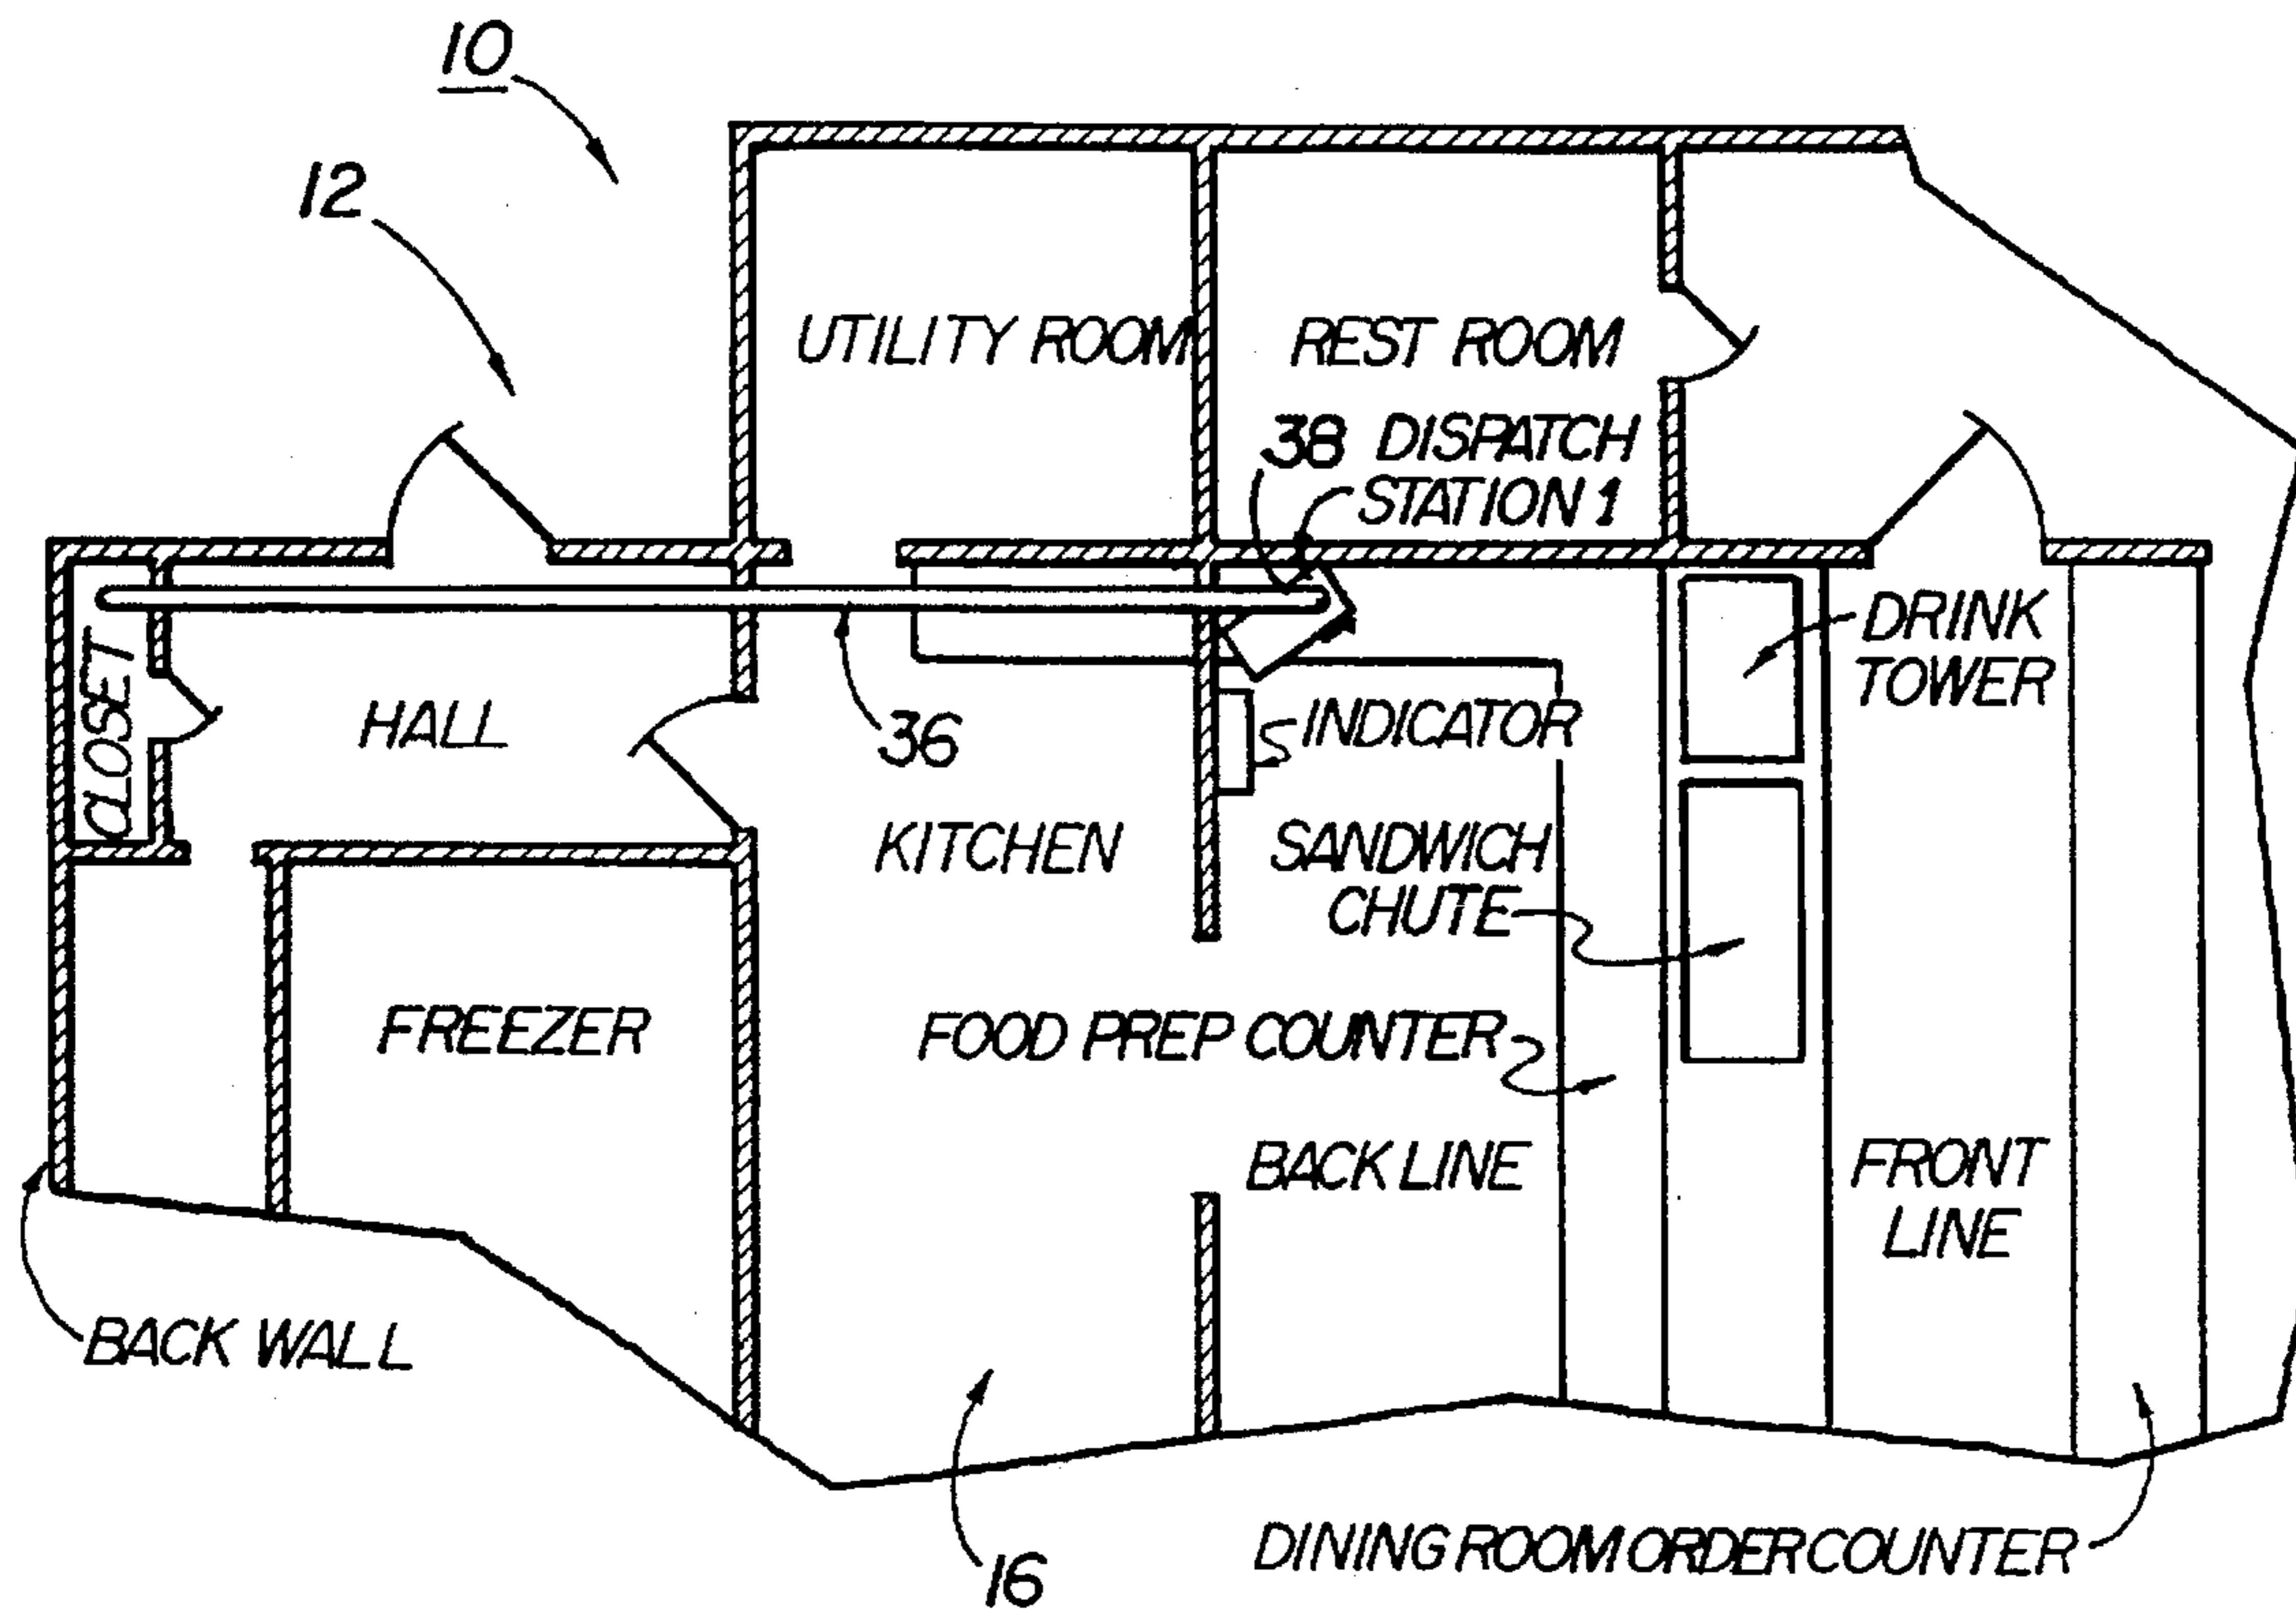 10
12
UTILITY ROOM
REST ROOM
38 DISPATCH
STATION 1
DRINK
TOWER
CLOSET
HALL
36
INDICATOR
KITCHEN
SANDWICH
CHUTE
FREEZER
FOOD PREP COUNTER
BACK LINE
FRONT
LINE
BACK WALL
DINING ROOM ORDER COUNTER
16